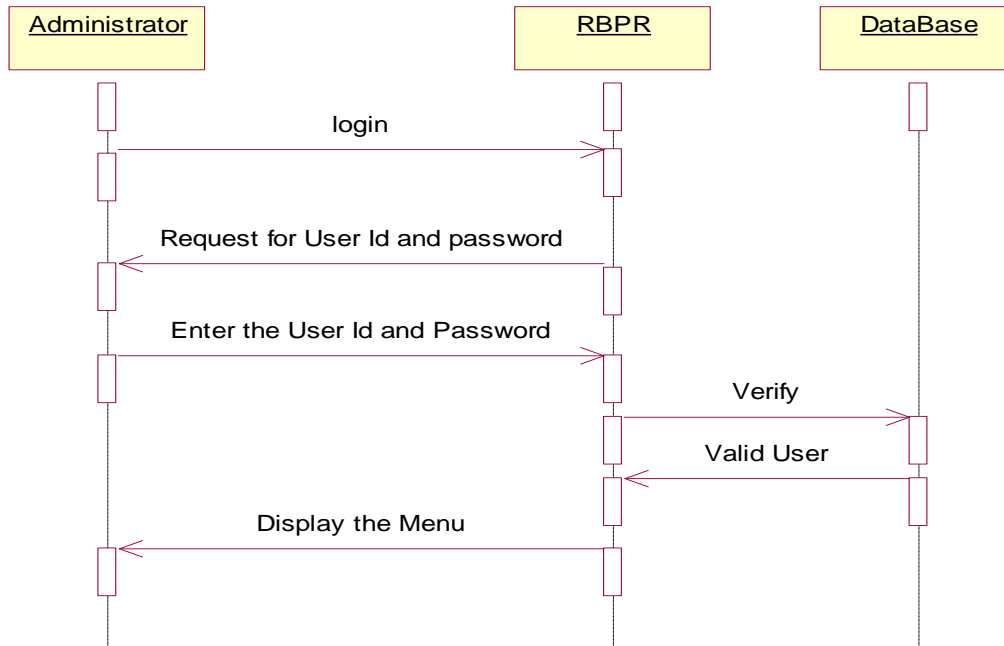 Administrator
RBPR
DataBase
login
Request for User Id and password
Enter the User Id and Password
Verify
Valid User
Display the Menu